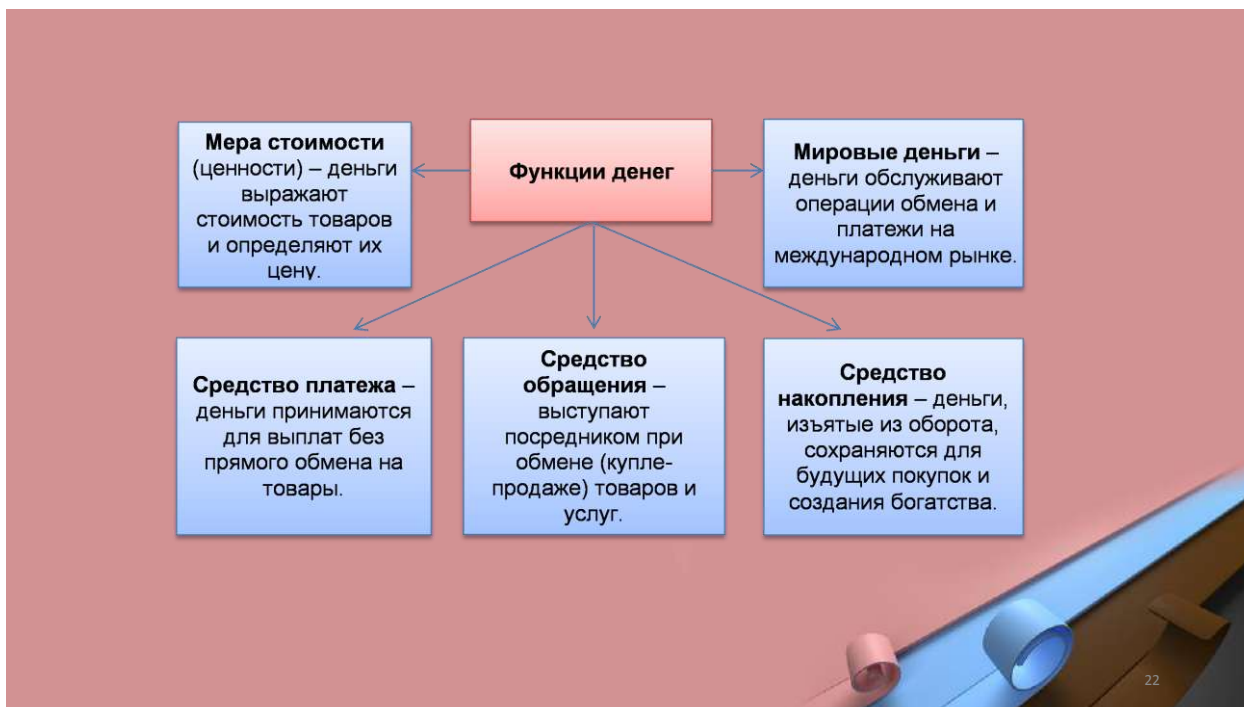 Мера стоимости
(ценности) – деньги
выражают
стоимость товаров
и определяют их
цену.
Функции денег
Мировые деньги –
деньги обслуживают
операции обмена и
платежи на
международном рынке.
Средство платежа –
деньги принимаются
для выплат без
прямого обмена на
товары.
Средство
обращения –
выступают
посредником при
обмене (купле-
продаже) товаров и
услуг.
Средство
накопления – деньги,
изъятые из оборота,
сохраняются для
будущих покупок и
создания богатства.
22